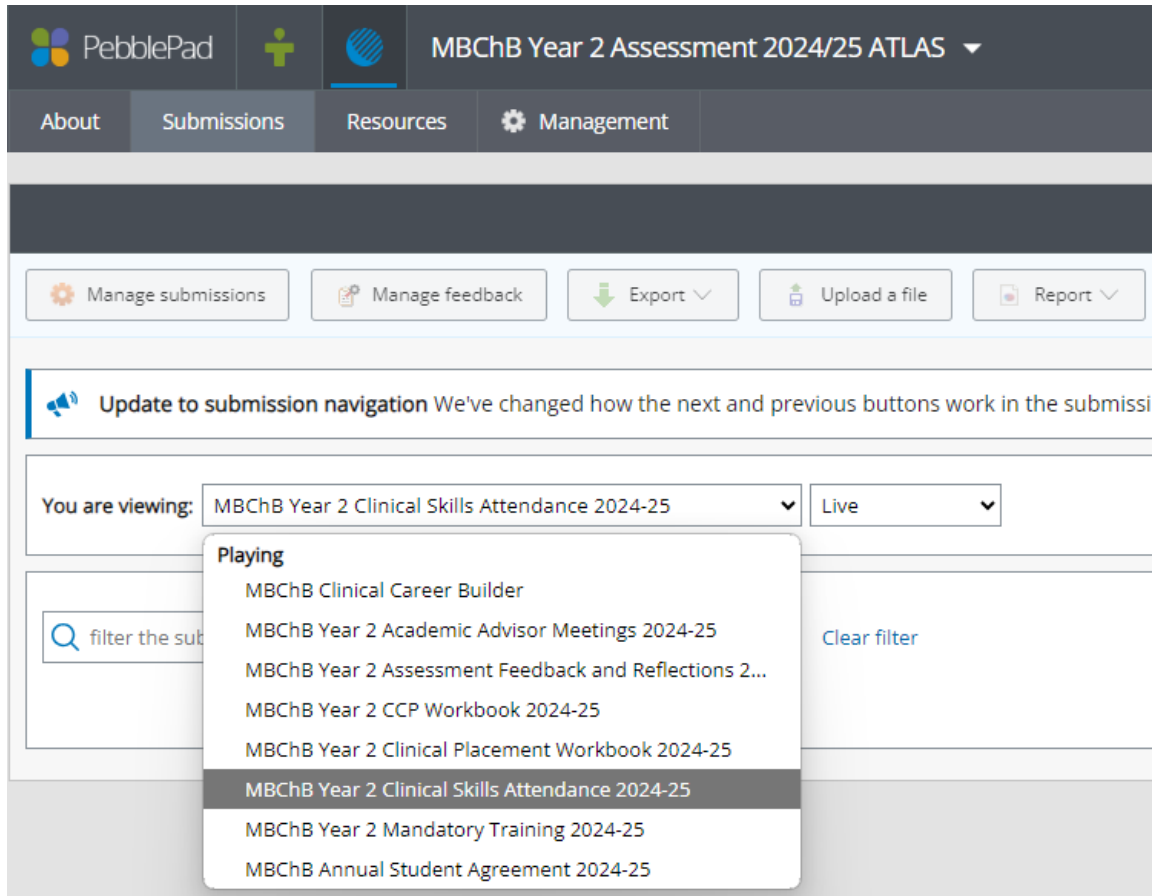 PebblePad
MBChB Year 2 Assessment 2024/25 ATLAS
About Submissions Resources Management
Manage submissions Manage feedback Export Upload a file Report
Update to submission navigation We've changed how the next and previous buttons work in the submissi
You are viewing: MBChB Year 2 Clinical Skills Attendance 2024-25 Live
Playing
MBChB Clinical Career Builder
MBChB Year 2 Academic Advisor Meetings 2024-25
filter the sub Clear filter
MBChB Year 2 Assessment Feedback and Reflections 2...
MBChB Year 2 CCP Workbook 2024-25
MBChB Year 2 Clinical Placement Workbook 2024-25
MBChB Year 2 Clinical Skills Attendance 2024-25
MBChB Year 2 Mandatory Training 2024-25
MBChB Annual Student Agreement 2024-25